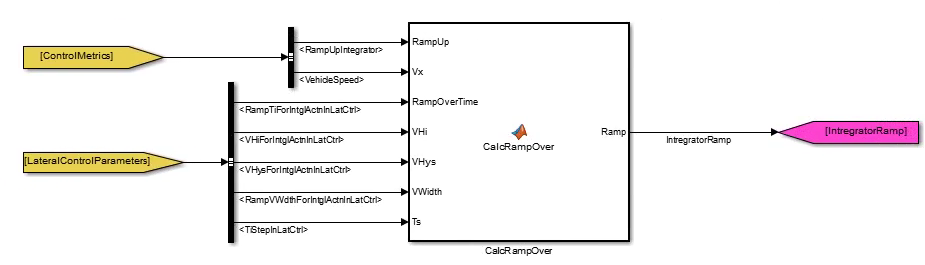 [ControlMetrics]
<RampUpIntegrator>
<VehicleSpeed>
[LateralControlParameters]
<RampTiForIntglActnInLatCtrl>
<VHiForIntglActnInLatCtrl>
<VHysForIntglActnInLatCtrl>
<RampVWdthForIntglActnInLatCtrl>
<TiStepInLatCtrl>
RampUp
Vx
RampOverTime
VHi
VHys
VWidth
Ts
CalcRampOver
Ramp
CalcRampOver
IntregratorRamp
[IntregratorRamp]